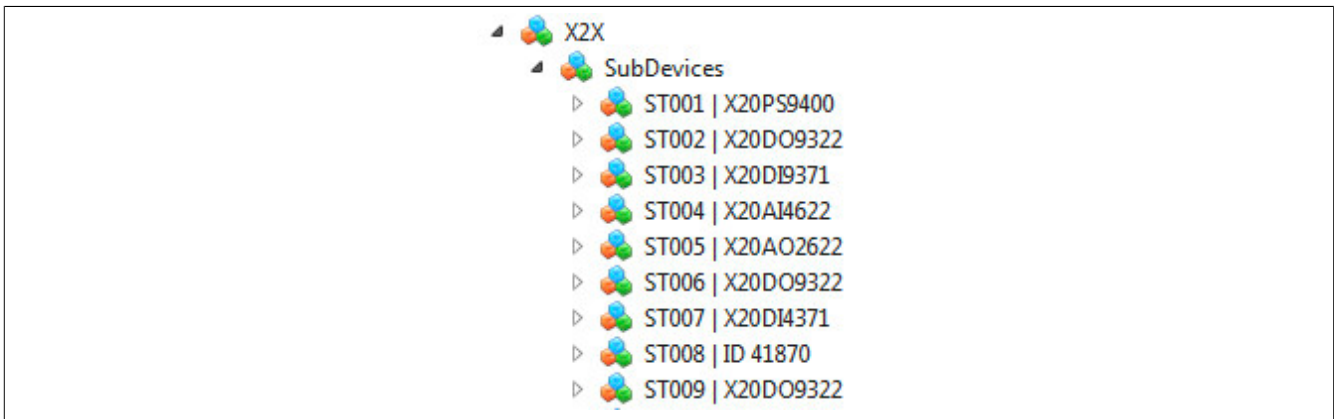 X2X
SubDevices
ST001 | X20PS9400
ST002 | X20DO9322
ST003 | X20DI9371
ST004 | X20AI4622
ST005 | X20AO2622
ST006 | X20DO9322
ST007 | X20DI4371
ST008 | ID 41870
ST009 | X20DO9322